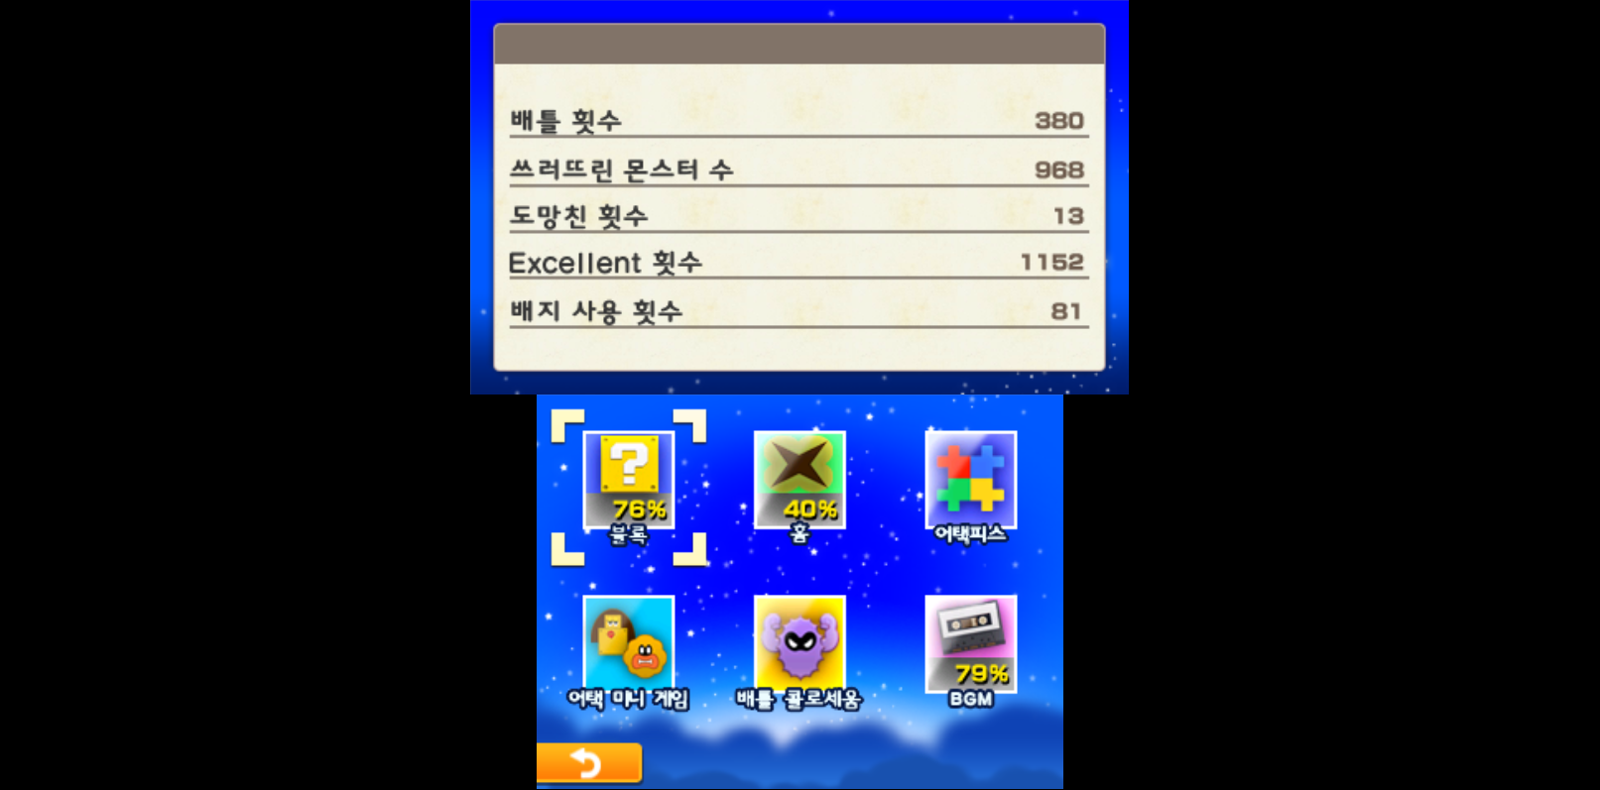 배틀 횟수 380
쓰러뜨린 몬스터 수 968
도망친 횟수 13
Excellent 횟수 1152
배지 사용 횟수 81
?
76% 40%
블록 홈 어택피스
79%
어택 미니 게임 배틀 콜로세움 BGM